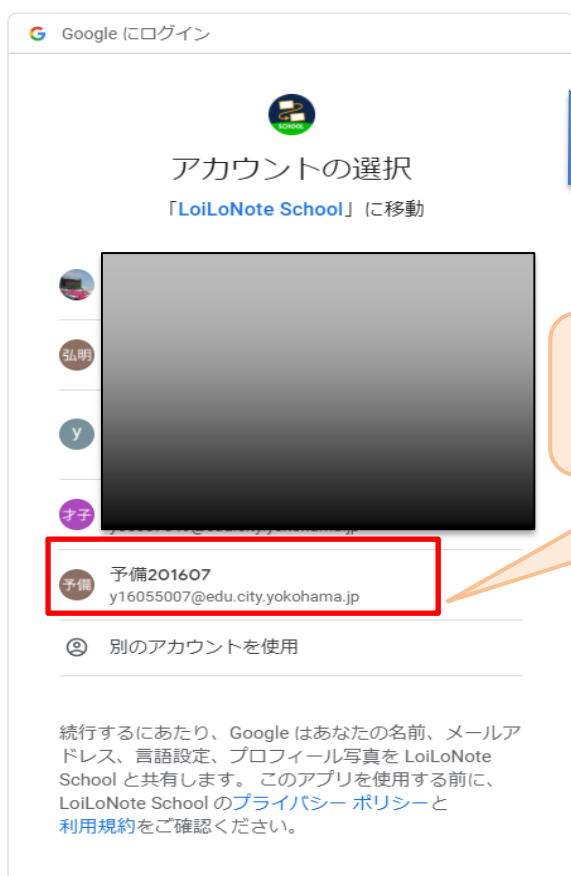 Google にログイン
SCHOOL
アカウントの選択
「LoiLoNote School」に移動
弘明
y
才子
予備
予備201607
y16055007@edu.city.yokohama.jp
別のアカウントを使用
続行するにあたり、Google はあなたの名前、メールア
ドレス、言語設定、プロフィール写真を LoiLoNote
School と共有します。 このアプリを使用する前に、
LoiLoNote School のプライバシー ポリシーと
利用規約をご確認ください。